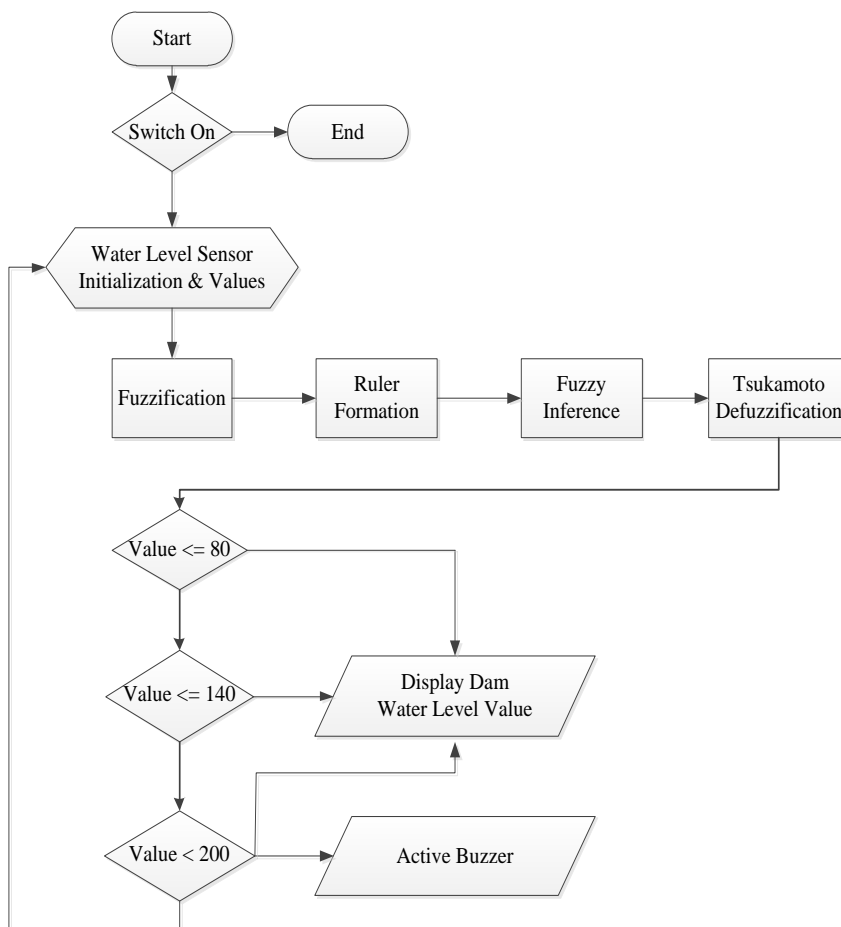 Start
Switch On
End
Water Level Sensor
Initialization & Values
Fuzzification
Ruler
Formation
Fuzzy
Inference
Tsukamoto
Defuzzification
Value <= 80
Value <= 140
Display Dam
Water Level Value
Value < 200
Active Buzzer